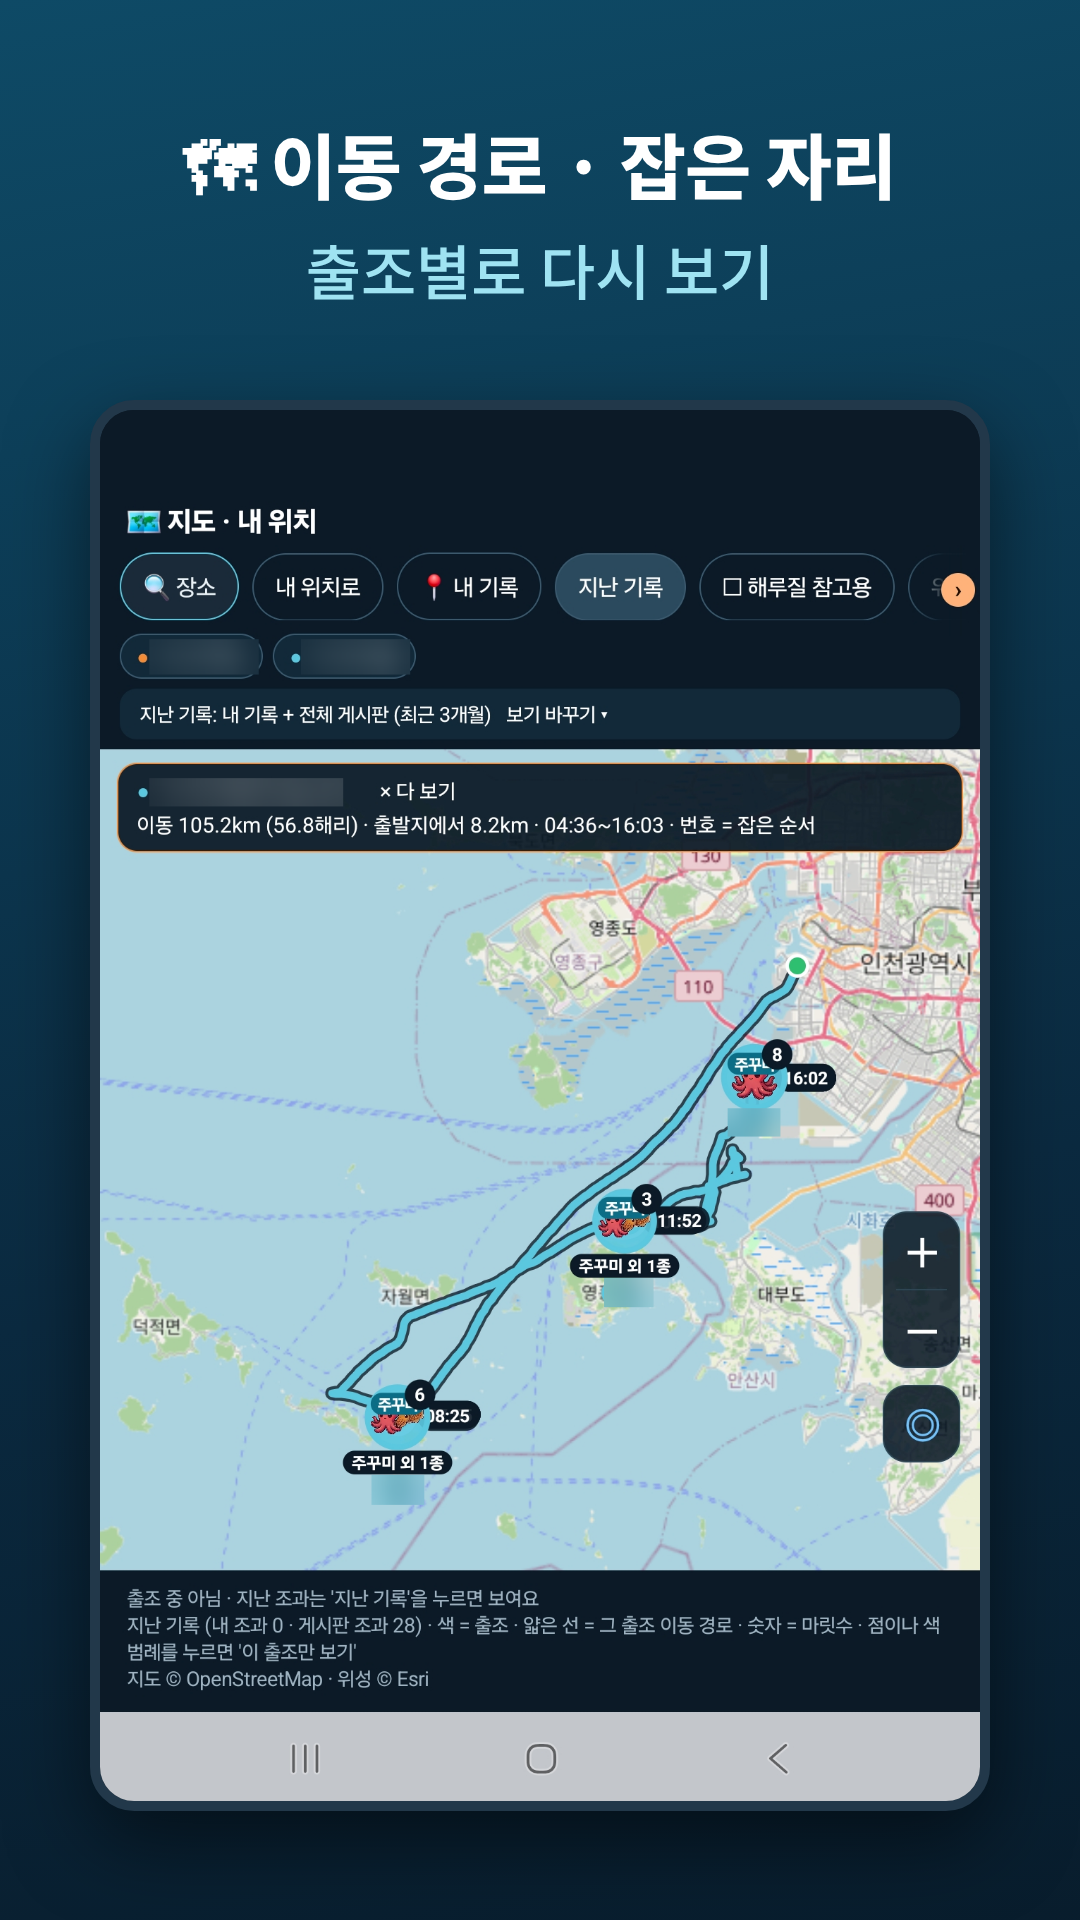 🗺 이동 경로 · 잡은 자리
출조별로 다시 보기
🗺️ 지도 · 내 위치
🔍 장소 내 위치로 📍 내 기록 지난 기록 ☐ 해루질 참고용 ›
지난 기록: 내 기록 + 전체 게시판 (최근 3개월) 보기 바꾸기 ▾
× 다 보기
이동 105.2km (56.8해리) · 출발지에서 8.2km · 04:36~16:03 · 번호 = 잡은 순서
130
영종도
영종구
인천광역시
110
8
16:02
400
3
11:52
주꾸미 외 1종
자월면
대부도
덕적면
안산시
6
08:25
주꾸미 외 1종
출조 중 아님 · 지난 조과는 '지난 기록'을 누르면 보여요
지난 기록 (내 조과 0 · 게시판 조과 28) · 색 = 출조 · 얇은 선 = 그 출조 이동 경로 · 숫자 = 마릿수 · 점이나 색
범례를 누르면 '이 출조만 보기'
지도 © OpenStreetMap · 위성 © Esri